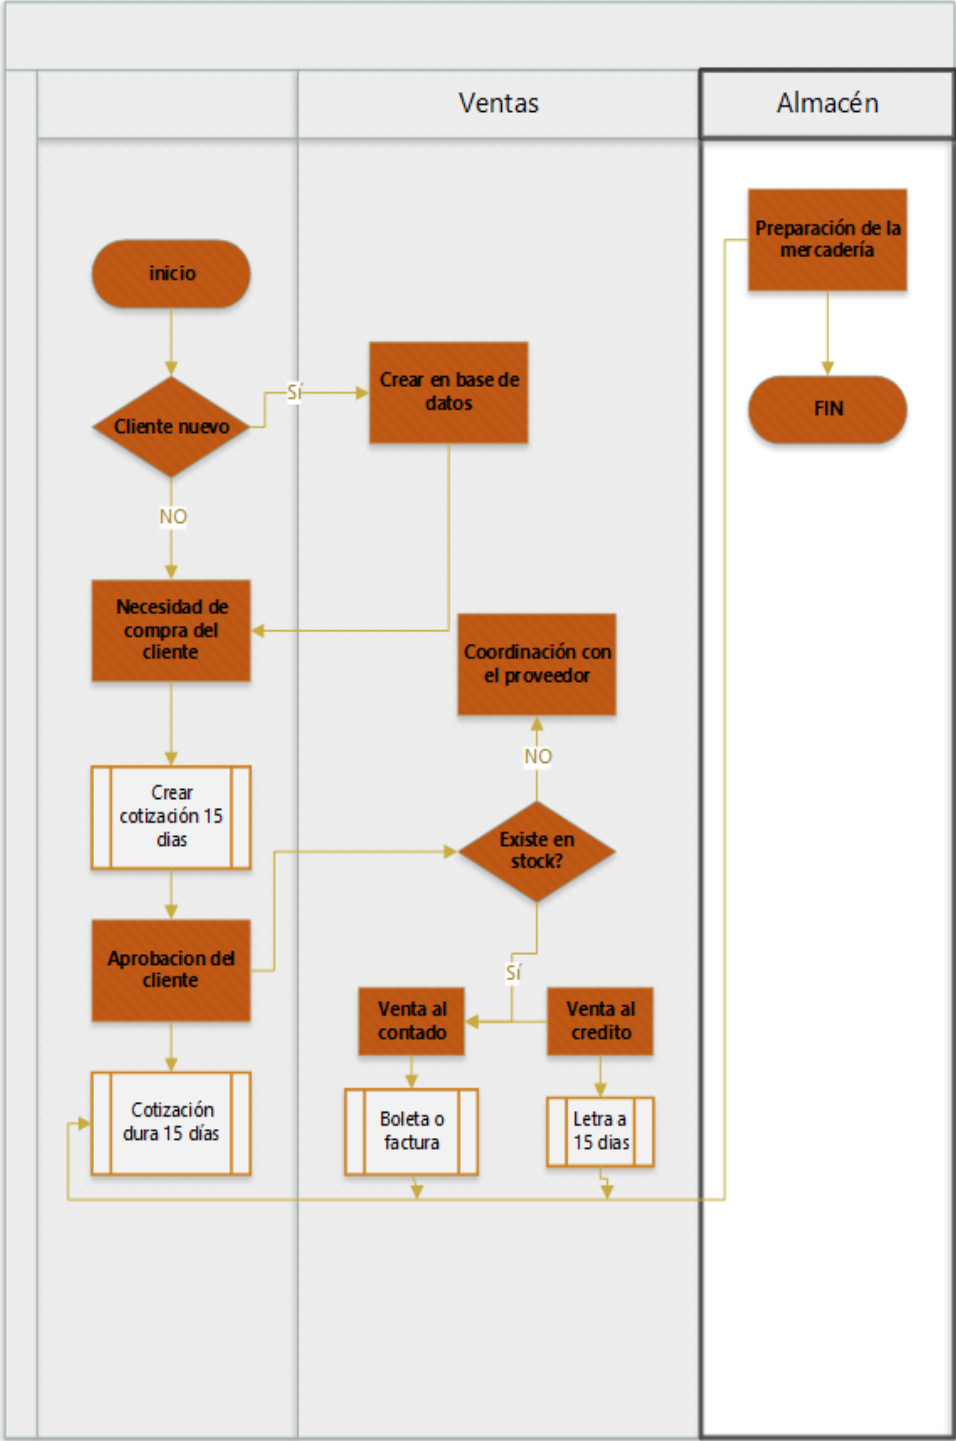 Ventas
Almacén
Preparación de la
mercadería
inicio
Crear en base de
datos
Sí
Cliente nuevo
FIN
NO
Necesidad de
compra del
cliente
Coordinación con
el proveedor
NO
Crear
cotización 15
dias
Existe en
stock?
Aprobacion del
cliente
Sí
Venta al
contado
Venta al
credito
Cotización
dura 15 días
Boleta o
factura
Letra a
15 dias